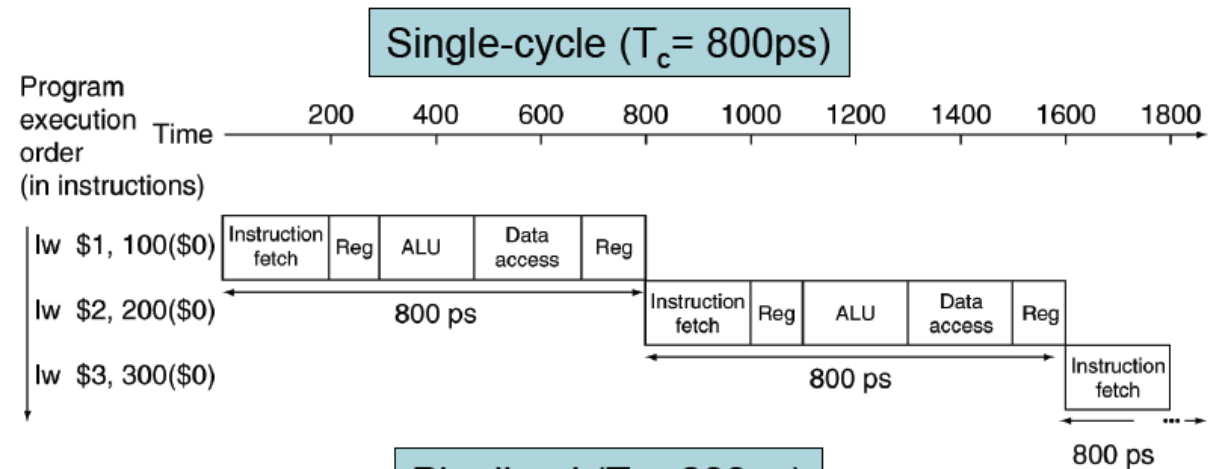 Single-cycle (Tc= 800ps)
Program
execution
order
(in instructions)
Time
200 400 600 800 1000 1200 1400 1600 1800
lw $1, 100($0)
Instruction
fetch
Reg
ALU
Data
access
Reg
800 ps
lw $2, 200($0)
Instruction
fetch
Reg
ALU
Data
access
Reg
800 ps
lw $3, 300($0)
Instruction
fetch
...
800 ps